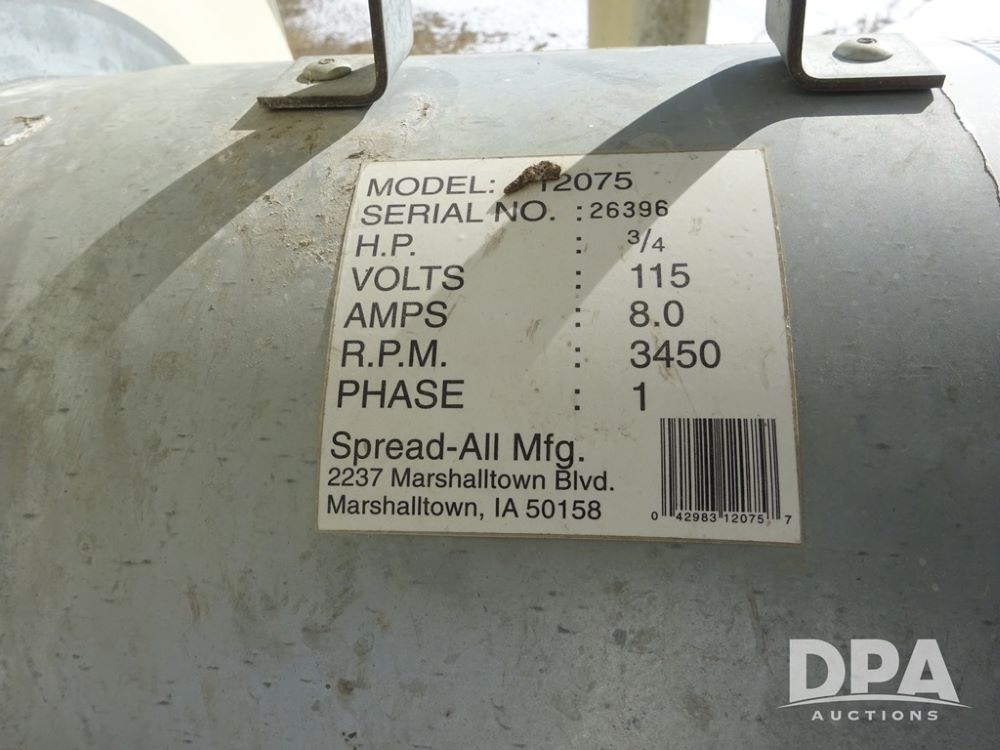 MODEL: 12075
SERIAL NO. : 26396
H.P. : 3/4
VOLTS : 115
AMPS : 8.0
R.P.M. : 3450
PHASE : 1
Spread-All Mfg.
2237 Marshalltown Blvd.
Marshalltown, IA 50158
0 42983 12075 7
DPA
AUCTIONS